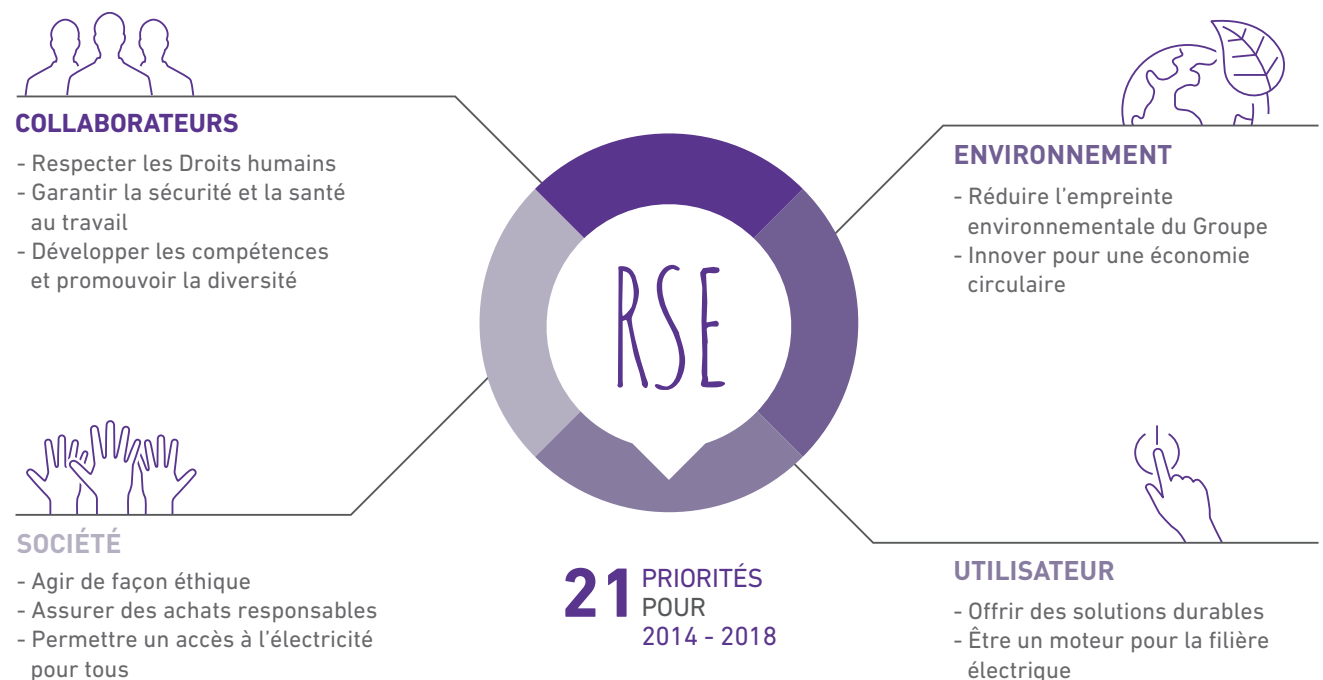 COLLABORATEURS
- Respecter les Droits humains
- Garantir la sécurité et la santé
au travail
- Développer les compétences
et promouvoir la diversité
ENVIRONNEMENT
- Réduire l’empreinte
environnementale du Groupe
- Innover pour une économie
circulaire
RSE
SOCIÉTÉ
- Agir de façon éthique
- Assurer des achats responsables
- Permettre un accès à l’électricité
pour tous
21 PRIORITÉS
POUR
2014 - 2018
UTILISATEUR
- Offrir des solutions durables
- Être un moteur pour la filière
électrique